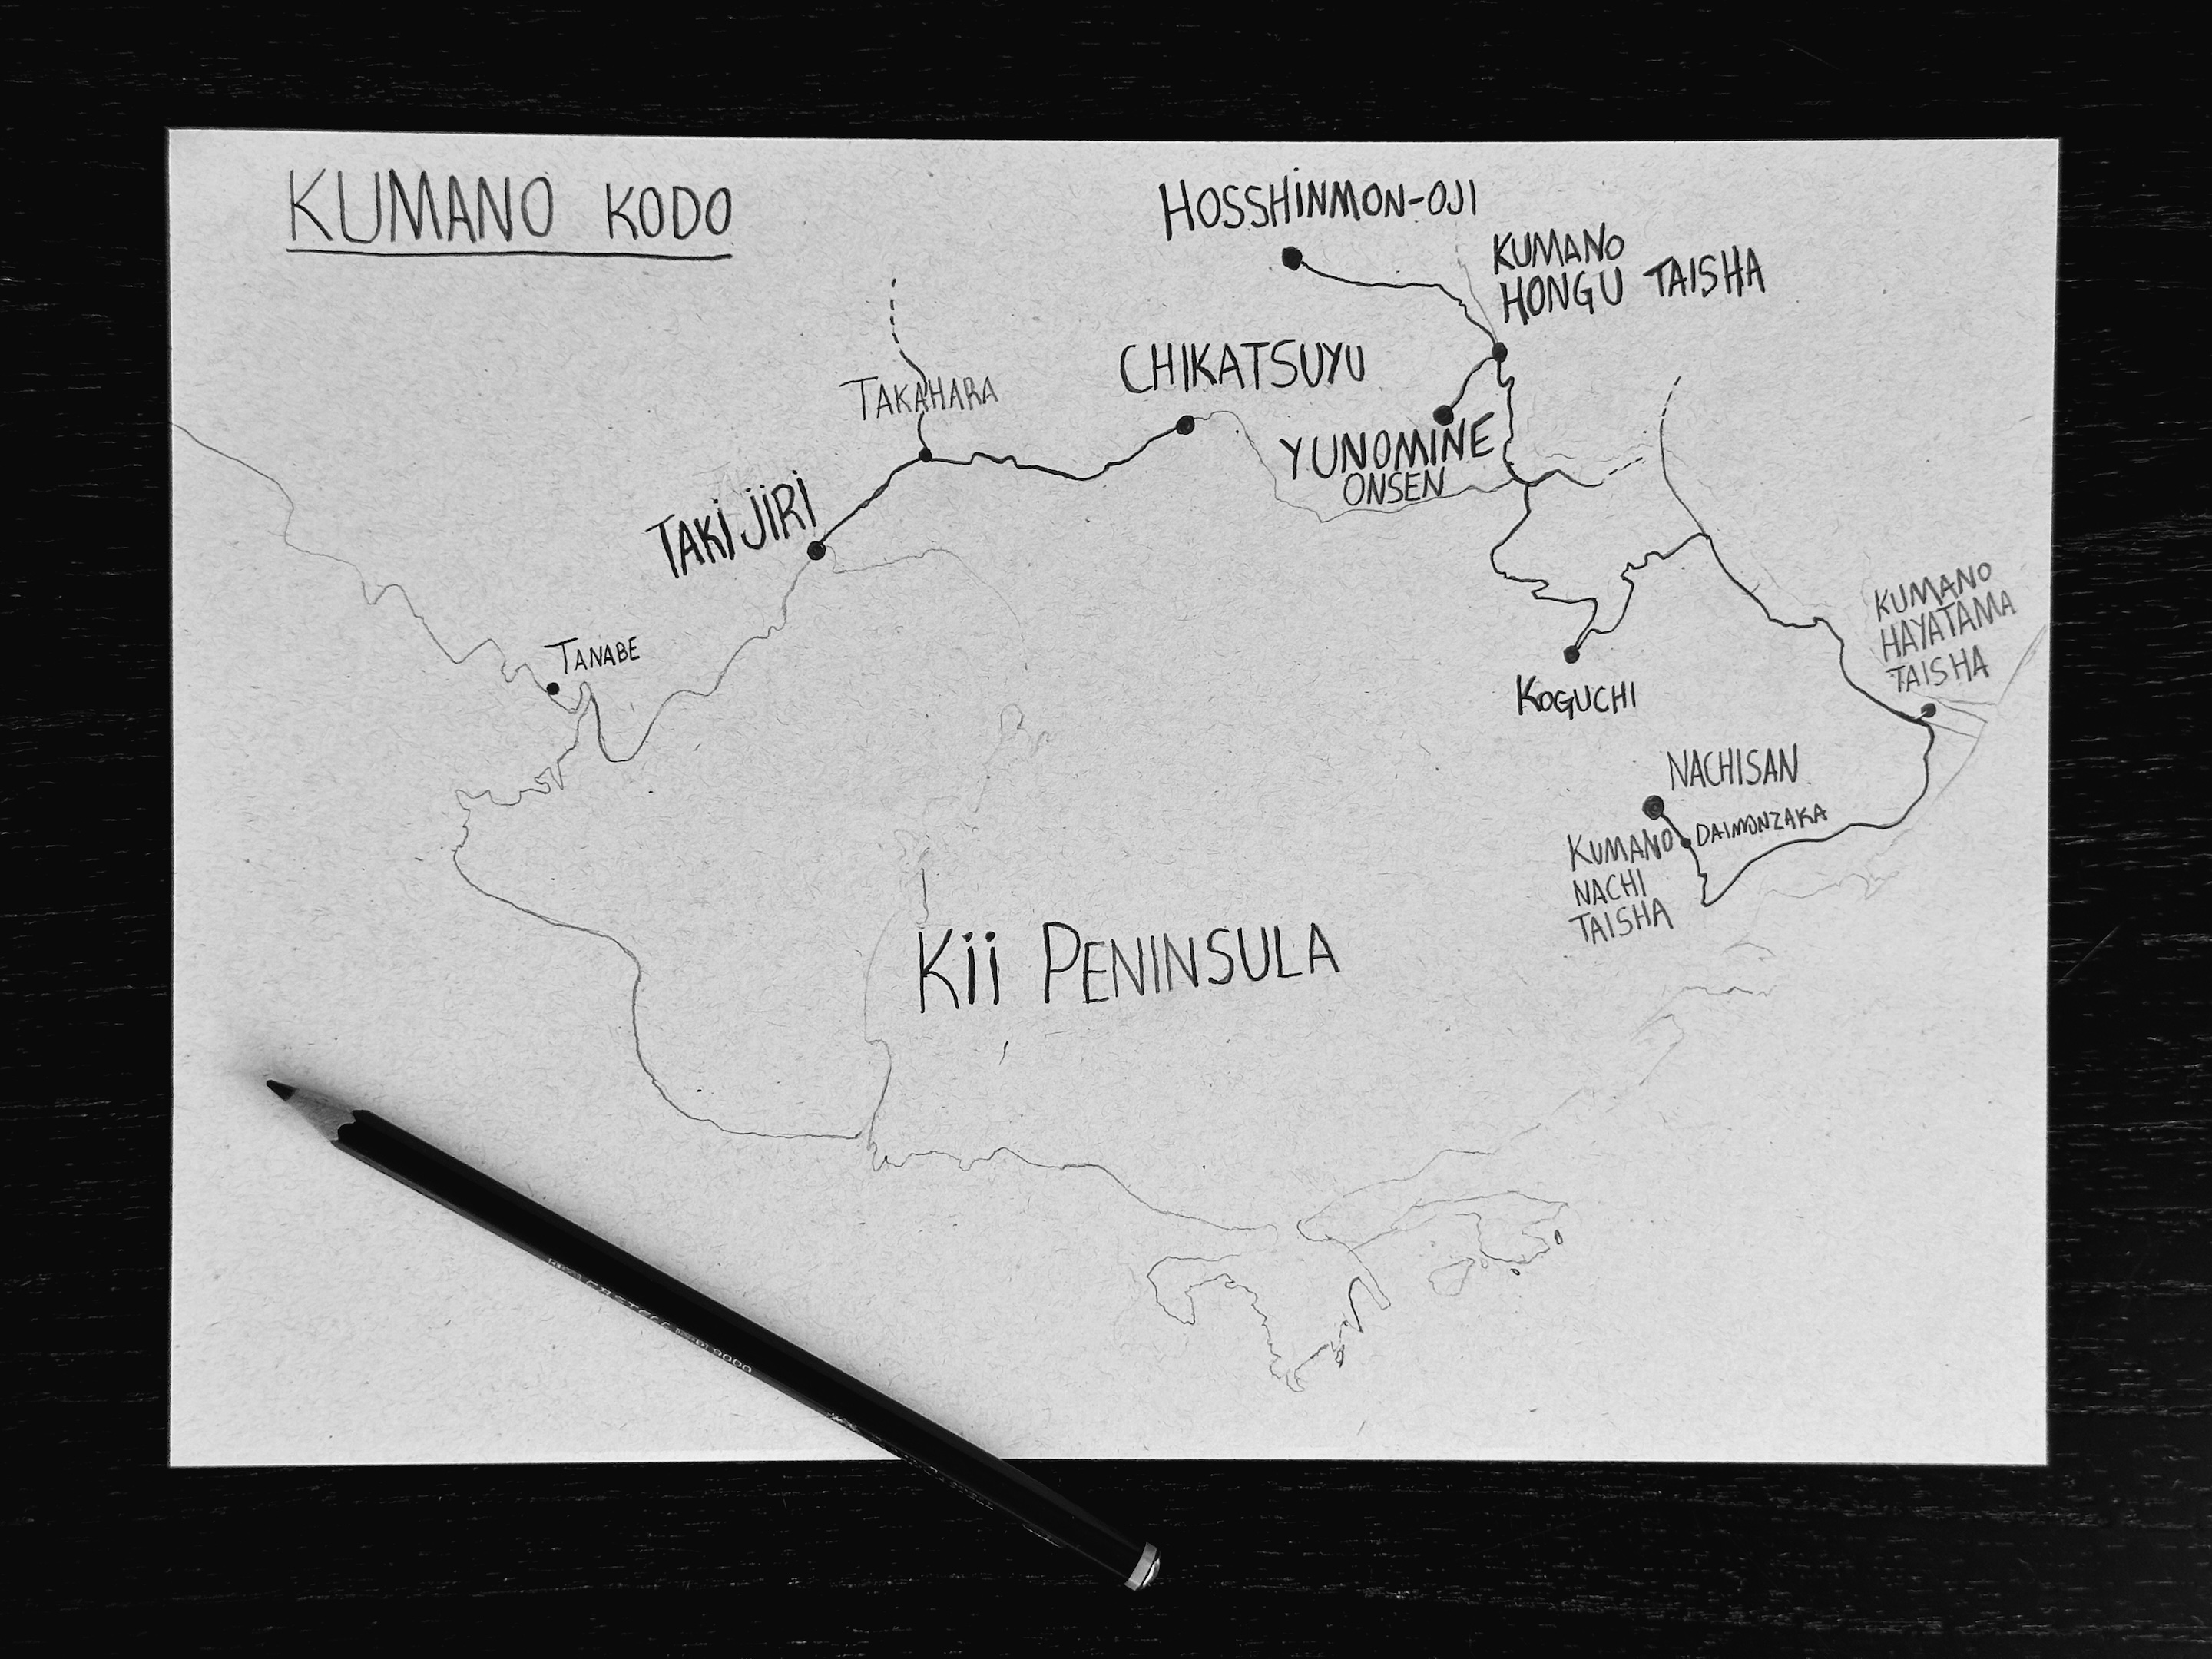 KUMANO KODO
HOSSHINMON-OJI
KUMANO
HONGU TAISHA
CHIKATSUYU
TAKAHARA
YUNOMINE
ONSEN
TAKIJIRI
TANABE
KUMANO
HAYATAMA
TAISHA
KOGUCHI
NACHISAN
DAIMONZAKA
KUMANO
NACHI
TAISHA
Kii PENINSULA
9000